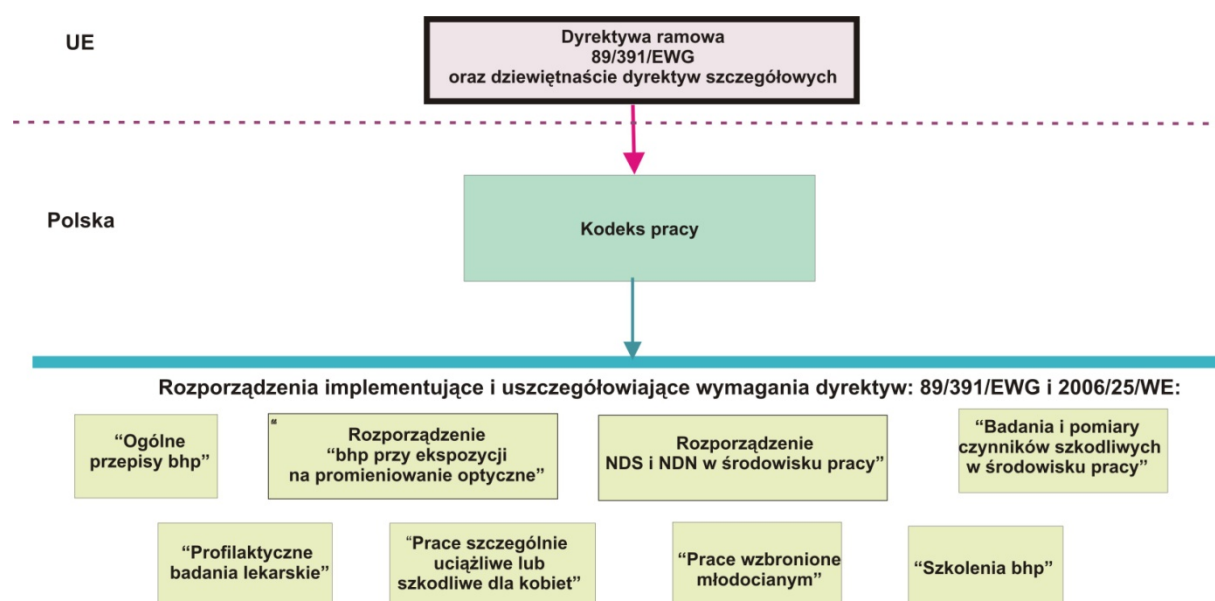 UE
Dyrektywa ramowa
89/391/EWG
oraz dziewiętnaście dyrektyw szczegółowych
Polska
Kodeks pracy
Rozporządzenia implementujące i uszczegółowiające wymagania dyrektyw: 89/391/EWG i 2006/25/WE:
“Ogólne
przepisy bhp”
“
Rozporządzenie
“bhp przy ekspozycji
na promieniowanie optyczne”
Rozporządzenie
NDS i NDN w środowisku pracy”
“Badania i pomiary
czynników szkodliwych
w środowisku pracy”
“Profilaktyczne
badania lekarskie”
“Prace szczególnie
uciążliwe lub
szkodliwe dla kobiet”
“Prace wzbronione
młodocianym”
“Szkolenia bhp”